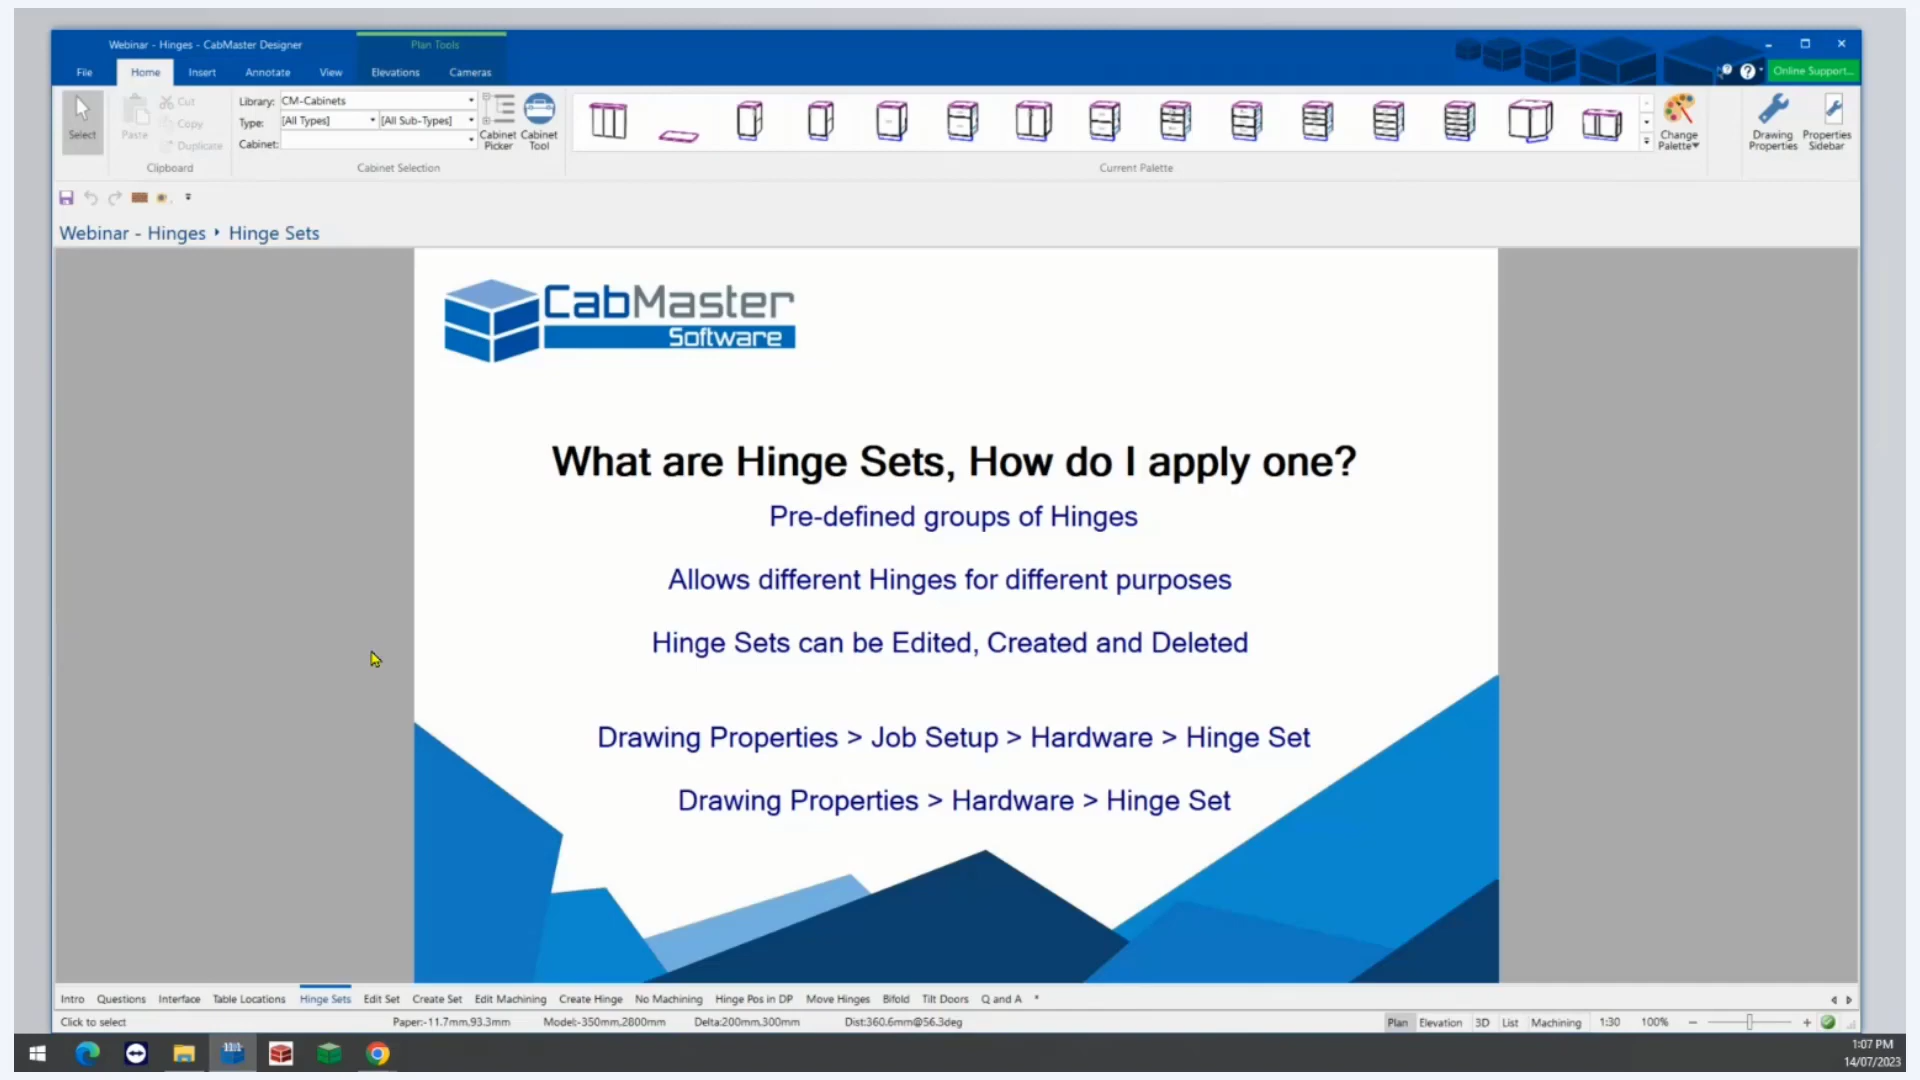 Webinar - Hinges - CabMaster Designer
Plan Tools
File Home Insert Annotate View Elevations Cameras
Online Support...
Select
Paste
Cut
Copy
Duplicate
Clipboard
Library: CM-Cabinets
Type: [All Types] [All Sub-Types]
Cabinet:
Cabinet Picker
Cabinet Tool
Cabinet Selection
Current Palette
Change Palette
Drawing Properties
Properties Sidebar
Webinar - Hinges Hinge Sets
CabMaster
Software
What are Hinge Sets, How do I apply one?
Pre-defined groups of Hinges
Allows different Hinges for different purposes
Hinge Sets can be Edited, Created and Deleted
Drawing Properties > Job Setup > Hardware > Hinge Set
Drawing Properties > Hardware > Hinge Set
Intro Questions Interface Table Locations Hinge Sets Edit Set Create Set Edit Machining Create Hinge No Machining Hinge Pos in DP Move Hinges Bifold Tilt Doors Q and A *
Click to select Paper:-11.7mm,93.3mm Model:-350mm,2800mm Delta:200mm,300mm Dist:360.6mm@56.3deg Plan Elevation 3D List Machining 1:30 100%
1:07 PM
14/07/2023